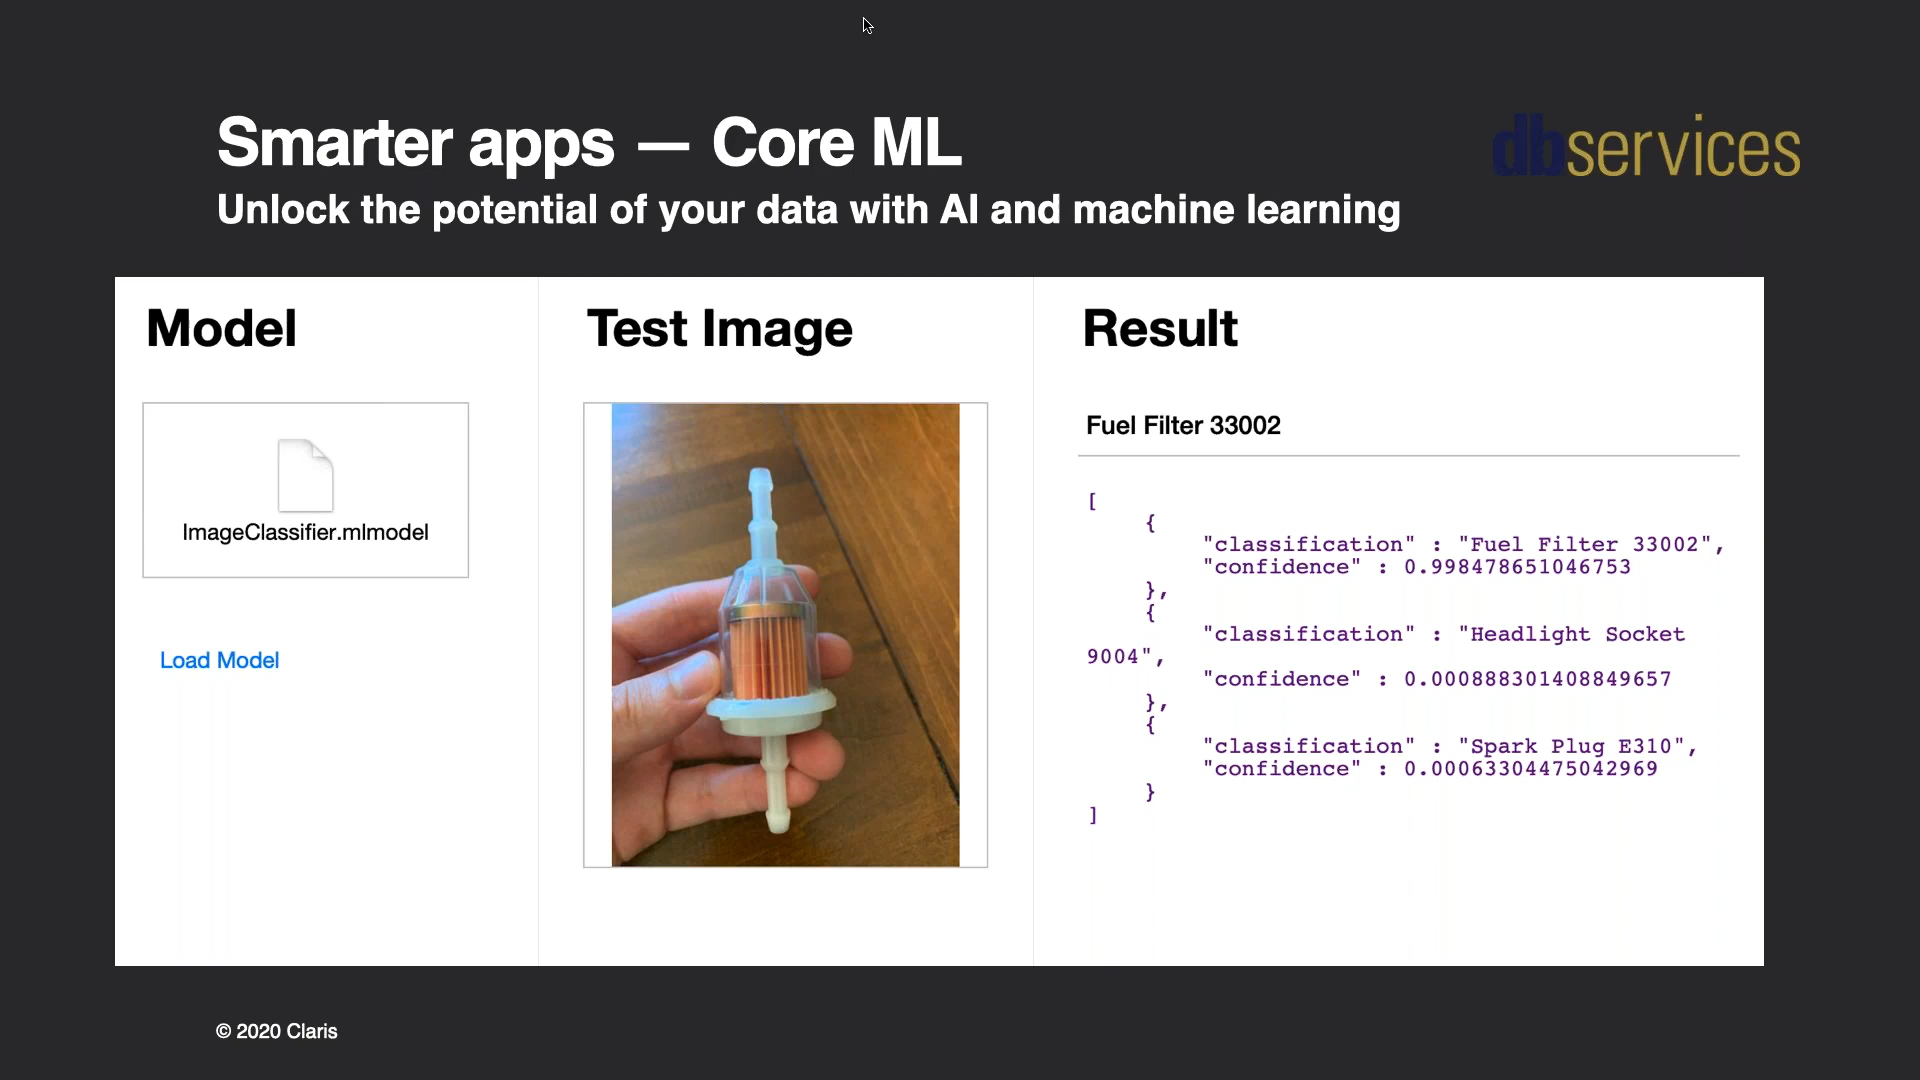 Smarter apps — Core ML
dbservices
Unlock the potential of your data with AI and machine learning
Model
ImageClassifier.mlmodel
Load Model
Test Image
Result
Fuel Filter 33002
[
{
"classification" : "Fuel Filter 33002",
"confidence" : 0.998478651046753
},
{
"classification" : "Headlight Socket
9004",
"confidence" : 0.000888301408849657
},
{
"classification" : "Spark Plug E310",
"confidence" : 0.00063304475042969
}
]
© 2020 Claris